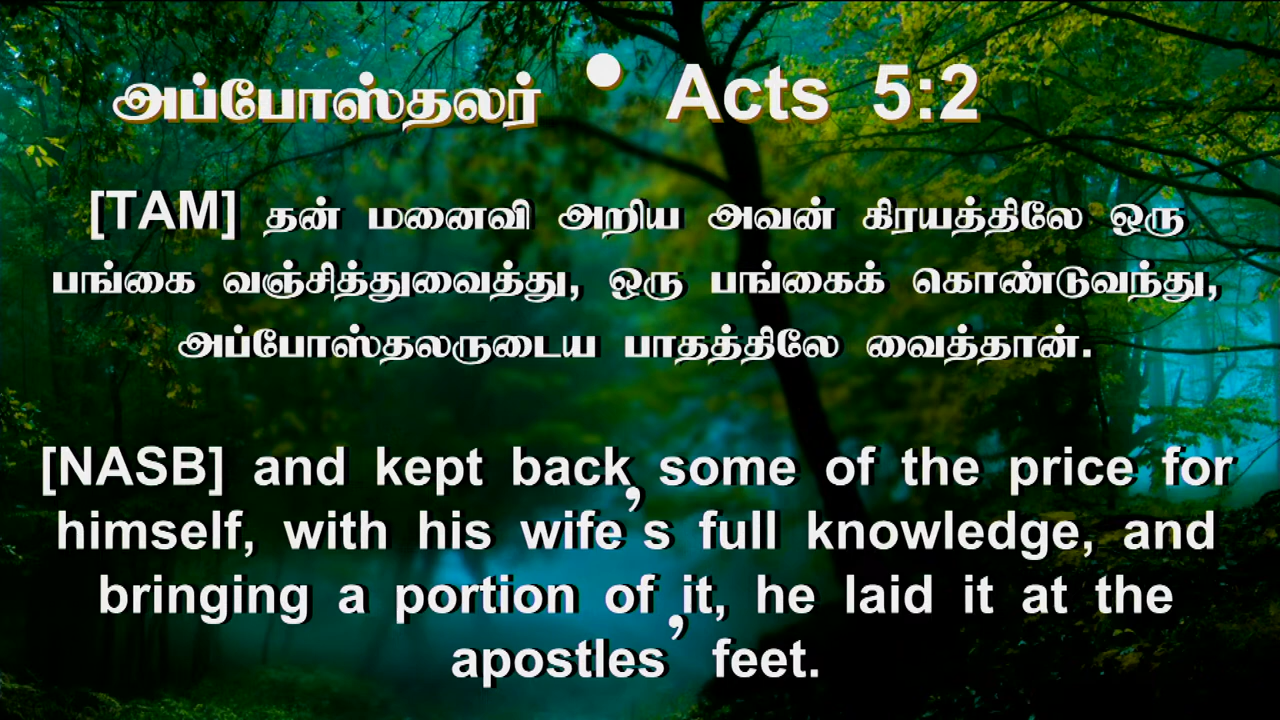 அப்போஸ்தலர் • Acts 5:2
[TAM] தன் மனைவி அறிய அவன் கிரயத்திலே ஒரு
பங்கை வஞ்சித்துவைத்து, ஒரு பங்கைக் கொண்டுவந்து,
அப்போஸ்தலருடைய பாதத்திலே வைத்தான்.
[NASB] and kept back some of the price for
himself, with his wife’s full knowledge, and
bringing a portion of it, he laid it at the
apostles’ feet.